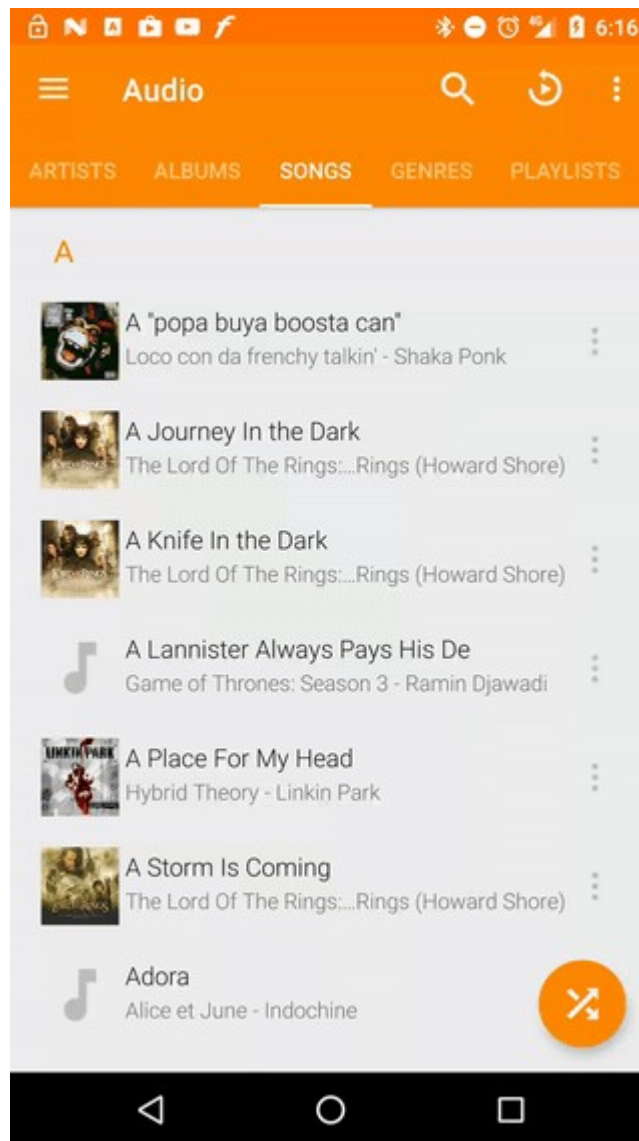 6:16
Audio
ARTISTS ALBUMS SONGS GENRES PLAYLISTS
A
A "popa buya boosta can"
Loco con da frenchy talkin' - Shaka Ponk
A Journey In the Dark
The Lord Of The Rings:...Rings (Howard Shore)
A Knife In the Dark
The Lord Of The Rings:...Rings (Howard Shore)
A Lannister Always Pays His De
Game of Thrones: Season 3 - Ramin Djawadi
LINKIN PARK
A Place For My Head
Hybrid Theory - Linkin Park
A Storm Is Coming
The Lord Of The Rings:...Rings (Howard Shore)
Adora
Alice et June - Indochine